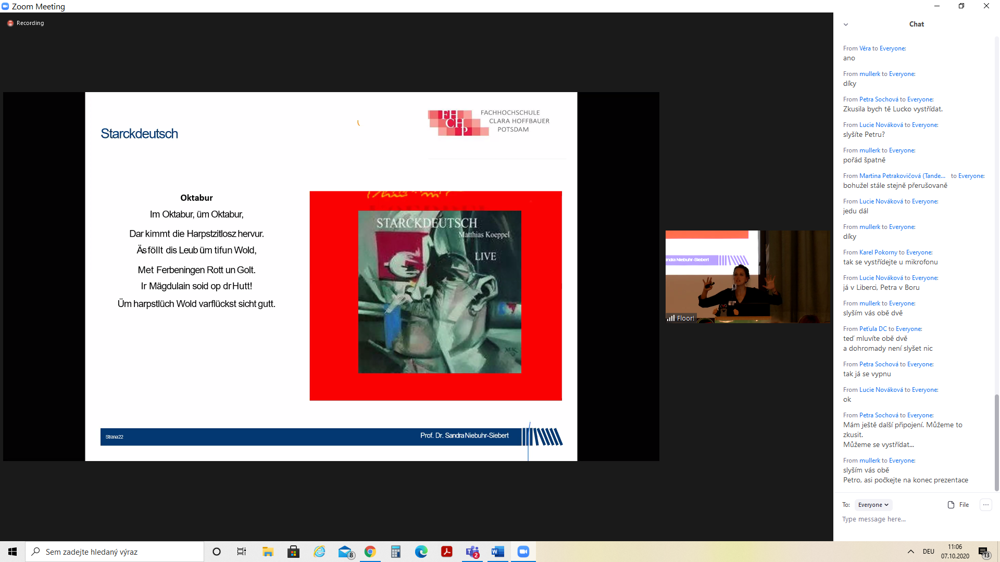 Zoom Meeting
Recording
Starckdeutsch
FH
CH
P
FACHHOCHSCHULE
CLARA HOFFBAUER
POTSDAM
Oktabur
Im Oktabur, üm Oktabur,
Dar kimmt die Harpstzitlosz hervur.
Äs föllt dis Leub üm tifun Wold,
Met Ferbeningen Rott un Golt.
Ir Mägdulain soid op dr Hutt!
Üm harpstlüch Wold varflückst sicht gutt.
STARCKDEUTSCH
Matthias Koeppel
LIVE
Strana 22
Prof. Dr. Sandra Niebuhr-Siebert
Niebuhr-Siebert
Floor!
Chat
From Věra to Everyone:
ano
From mullerk to Everyone:
díky
From Petra Sochová to Everyone:
Zkusila bych tě Lucko vystřídat.
From Lucie Nováková to Everyone:
slyšíte Petru?
From mullerk to Everyone:
pořád špatně
From Martina Petrakovičová (Tande... to Everyone:
bohužel stále stejně přerušovaně
From Lucie Nováková to Everyone:
jedu dál
From mullerk to Everyone:
díky
From Karel Pokorny to Everyone:
tak se vystřídejte u mikrofonu
From Lucie Nováková to Everyone:
já v Liberci, Petra v Boru
From mullerk to Everyone:
slyším vás obě dvě
From Peťula DC to Everyone:
teď mluvíte obě dvě
a dohromady není slyšet nic
From Petra Sochová to Everyone:
tak já se vypnu
From Lucie Nováková to Everyone:
ok
From Petra Sochová to Everyone:
Mám ještě další připojení. Můžeme to
zkusit.
Můžeme se vystřídat...
From mullerk to Everyone:
slyším vás obě
Petro, asi počkejte na konec prezentace
To: Everyone
File
Type message here...
Sem zadejte hledaný výraz
8
2
DEU
11:06
07.10.2020
13